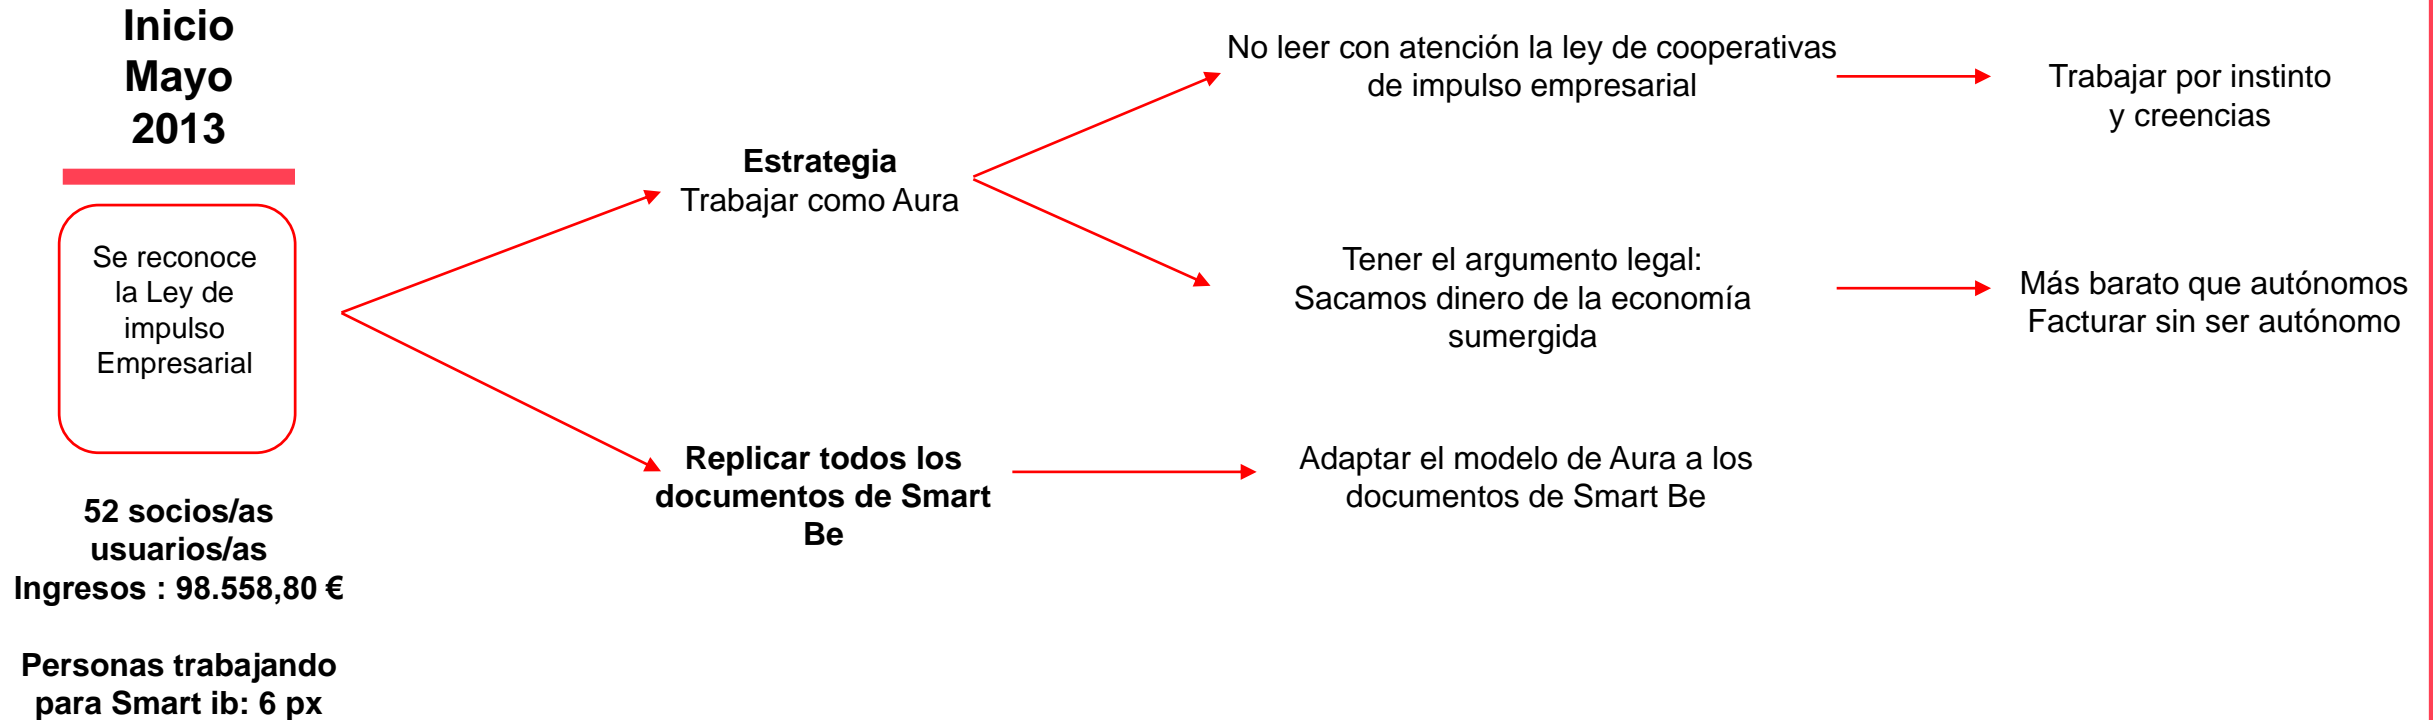 Inicio
Mayo
2013
Se reconoce
la Ley de
impulso
Empresarial
52 socios/as
usuarios/as
Ingresos : 98.558,80 €
Personas trabajando
para Smart ib: 6 px
Estrategia
Trabajar como Aura
Replicar todos los
documentos de Smart
Be
No leer con atención la ley de cooperativas
de impulso empresarial
Tener el argumento legal:
Sacamos dinero de la economía
sumergida
Adaptar el modelo de Aura a los
documentos de Smart Be
Trabajar por instinto
y creencias
Más barato que autónomos
Facturar sin ser autónomo